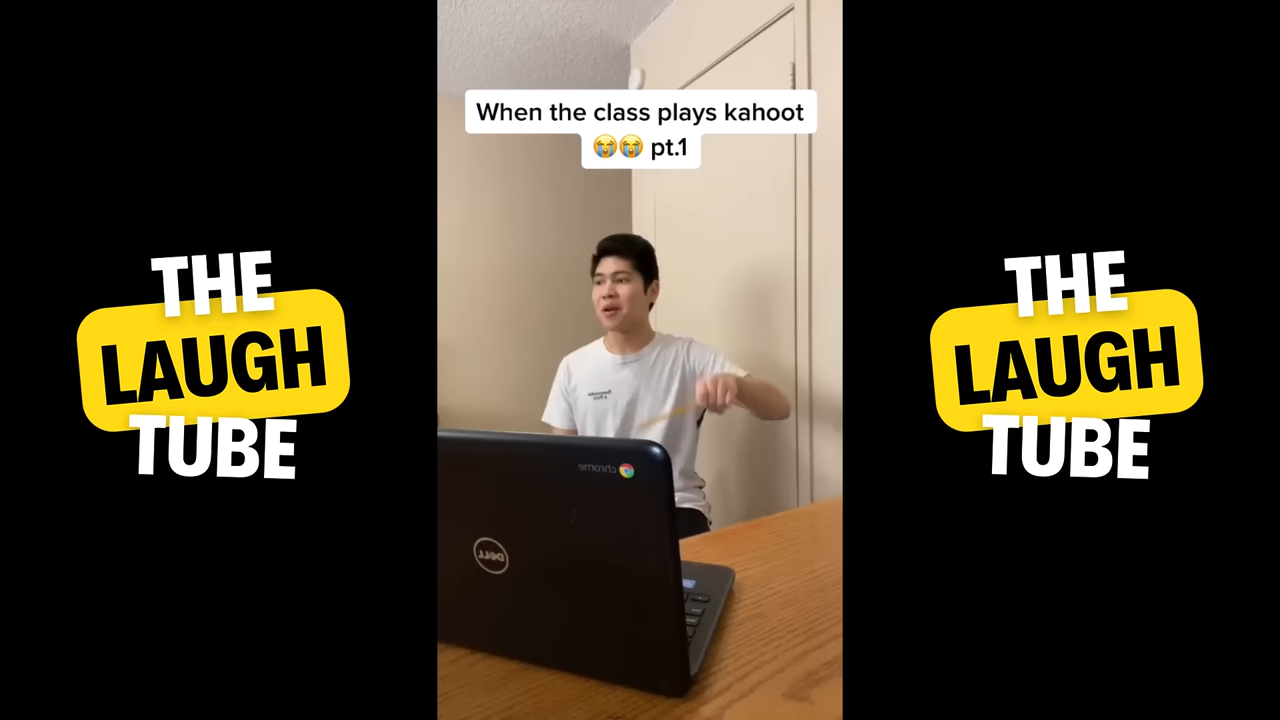 When the class plays kahoot
😭😭 pt.1
THE
LAUGH
TUBE
THE
LAUGH
TUBE
chrome
DELL